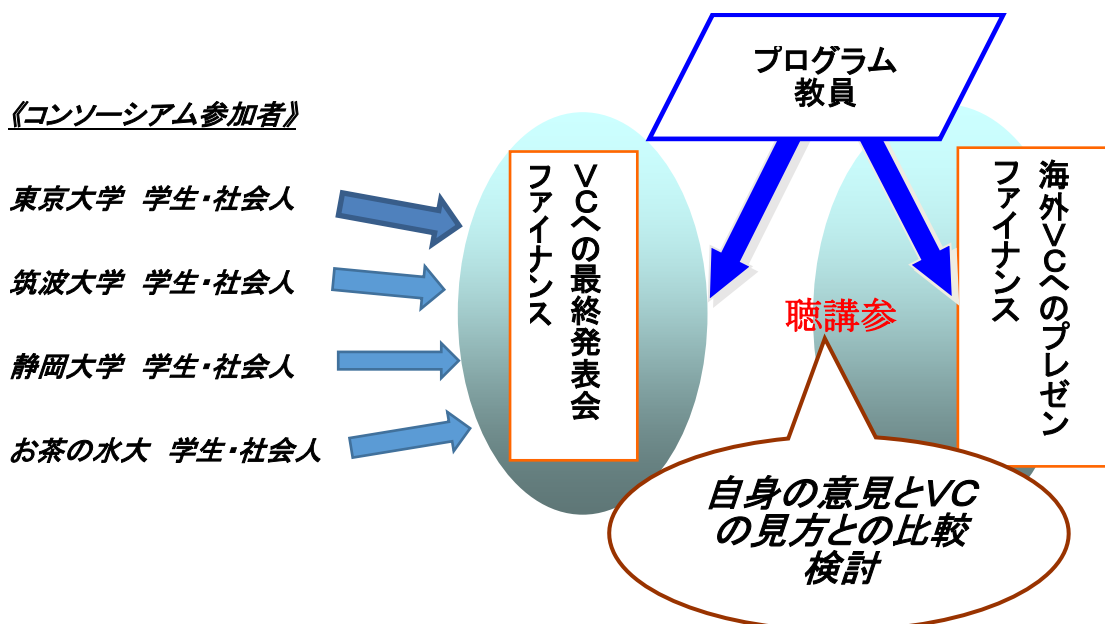 プログラム
教員
《コンソーシアム参加者》
東京大学　学生・社会人
筑波大学　学生・社会人
静岡大学　学生・社会人
お茶の水大　学生・社会人
ＶＣへの最終発表会
ファイナンス
海外ＶＣへのプレゼン
ファイナンス
聴講参
自身の意見とVC
の見方との比較
検討